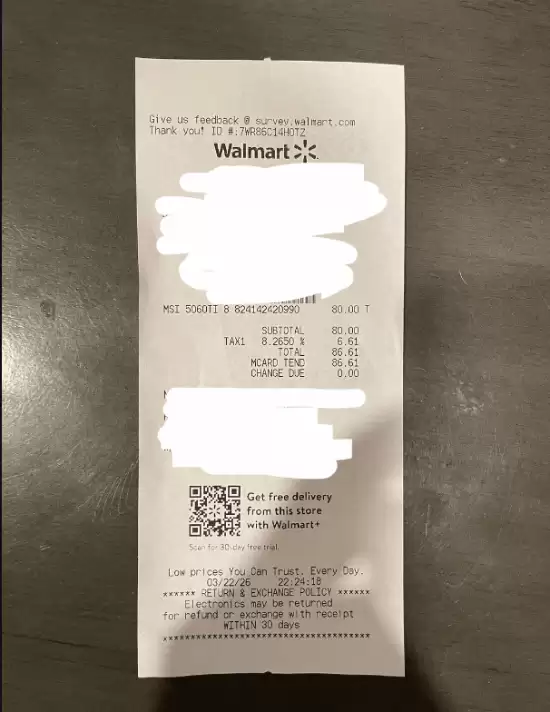 Give us feedback @ survey.walmart.com
Thank you! ID #:7WR86C14H0TZ
Walmart
MSI 5060TI 8 824142420990 80.00 T
SUBTOTAL 80.00
TAX1 8.2650 % 6.61
TOTAL 86.61
MCARD TEND 86.61
CHANGE DUE 0.00
Get free delivery
from this store
with Walmart+
Scan for 30-day free trial.
Low prices You Can Trust. Every Day.
03/22/26 22:24:18
****** RETURN & EXCHANGE POLICY ******
Electronics may be returned
for refund or exchange with receipt
WITHIN 30 days
**************************************